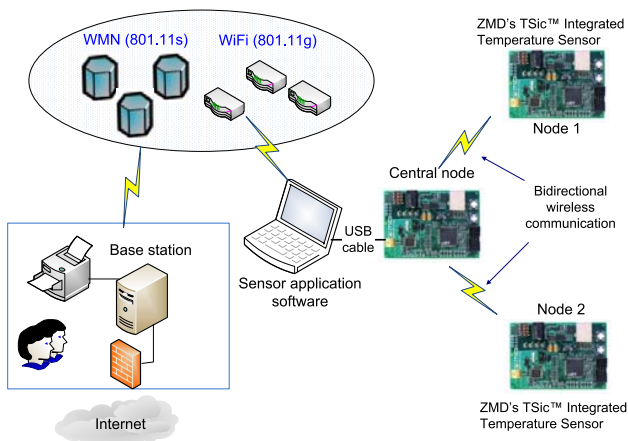 WMN (801.11s)
WiFi (801.11g)
ZMD's TSic™ Integrated
Temperature Sensor
Node 1
Central node
Bidirectional
wireless
communication
USB
cable
Sensor application
software
Base station
Node 2
ZMD's TSic™ Integrated
Temperature Sensor
Internet